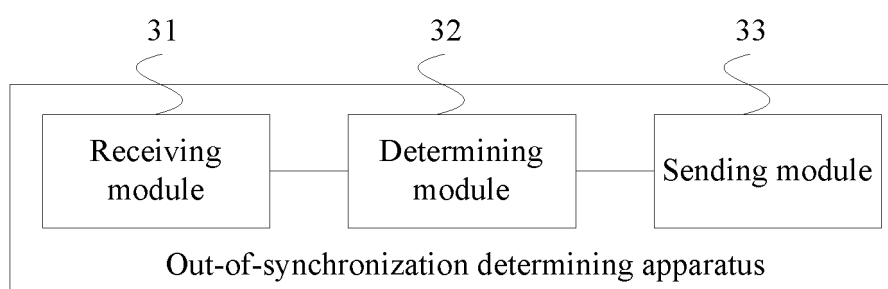 31 32 33
Receiving module
Determining module
Sending module
Out-of-synchronization determining apparatus